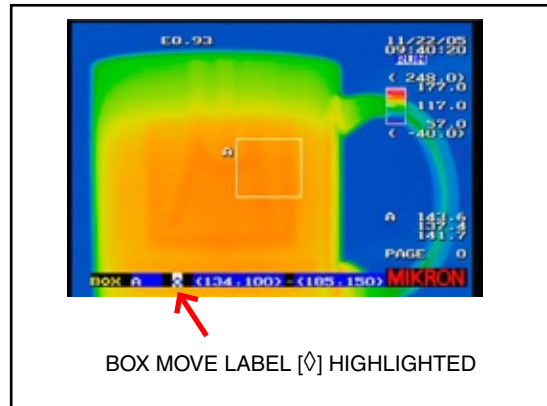 E0.93
11/22/05
09:40:20
RUN
( 248.0)
177.0
117.0
57.0
( -40.0)
A
A 143.6
137.4
141.7
PAGE 0
BOX A ◊ (134,100)-(185,150) MIKRON
BOX MOVE LABEL [◊] HIGHLIGHTED